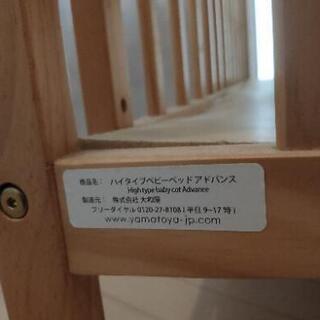 商品名： ハイタイプベビーベッド アドバンス
High type baby cot Advance
製造元： 株式会社 大和屋
フリーダイヤル 0120-27-8108 ( 平日 9~17 時 )
www.yamatoya-jp.com